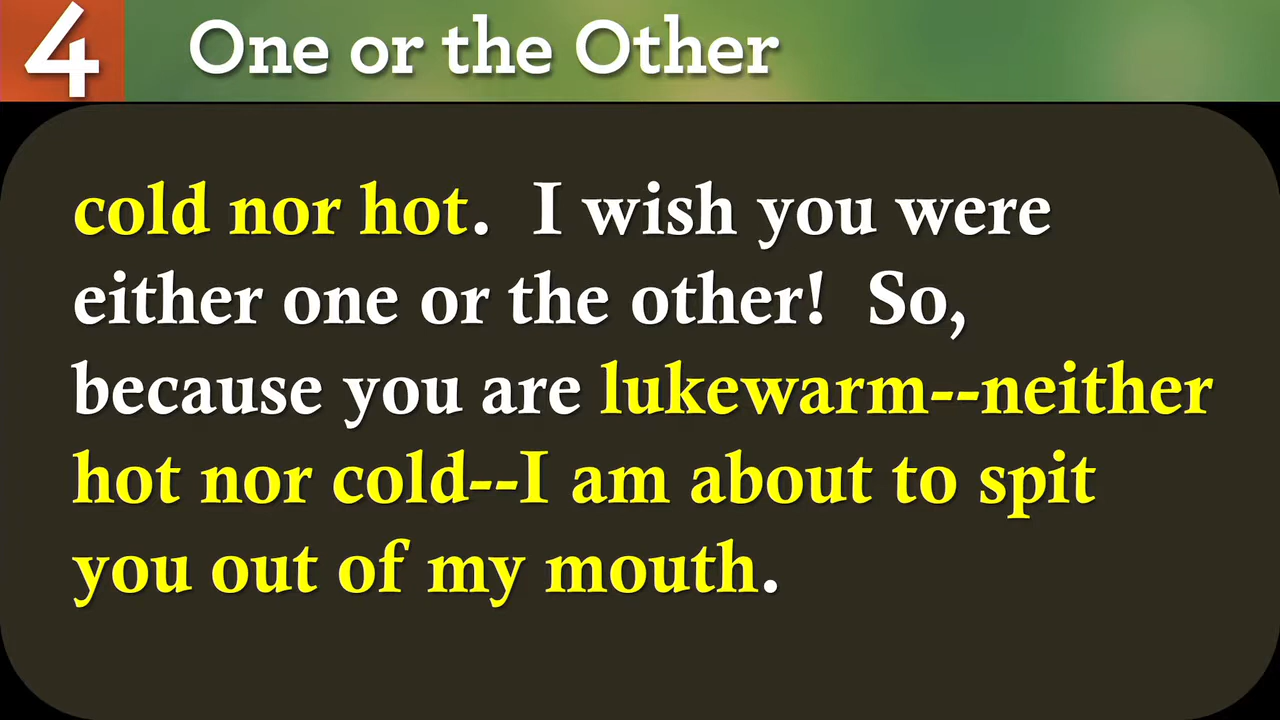 4 One or the Other
cold nor hot.  I wish you were
either one or the other!  So,
because you are lukewarm--neither
hot nor cold--I am about to spit
you out of my mouth.